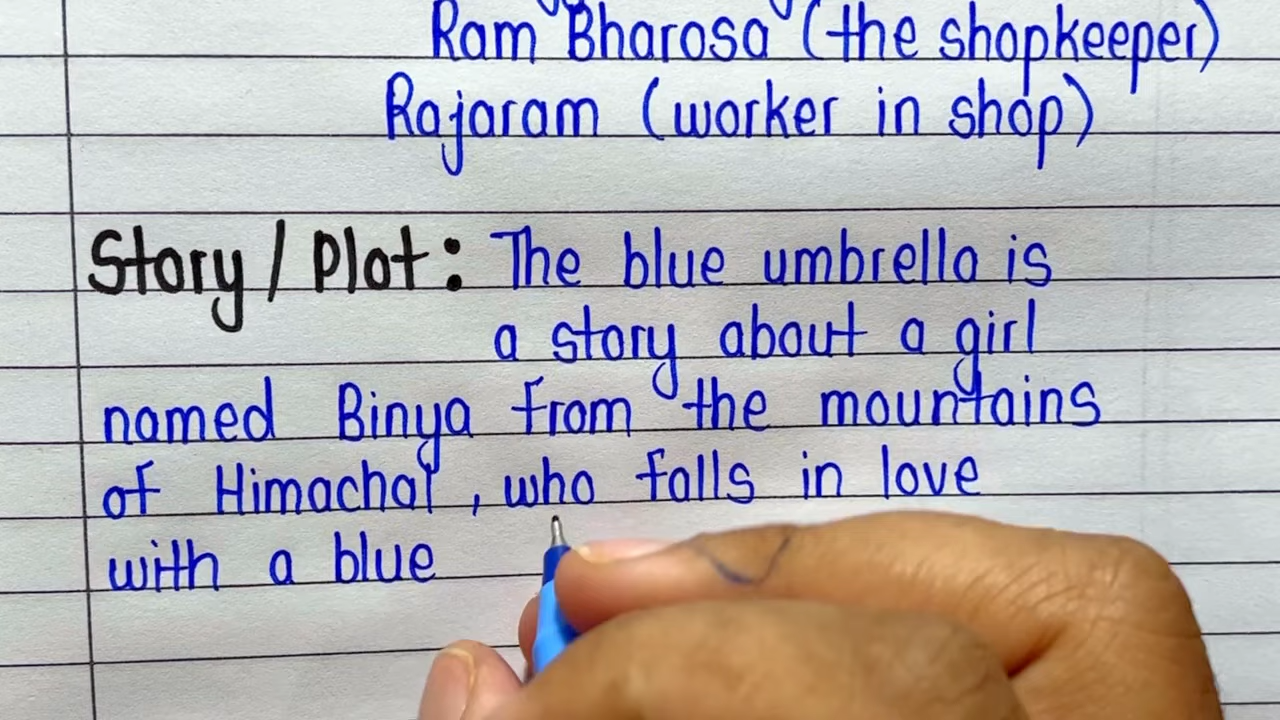 Ram Bharosa (the shopkeeper)
Rajaram (worker in shop)
Story / Plot: The blue umbrella is
a story about a girl
named Binya from the mountains
of Himachal, who falls in love
with a blue